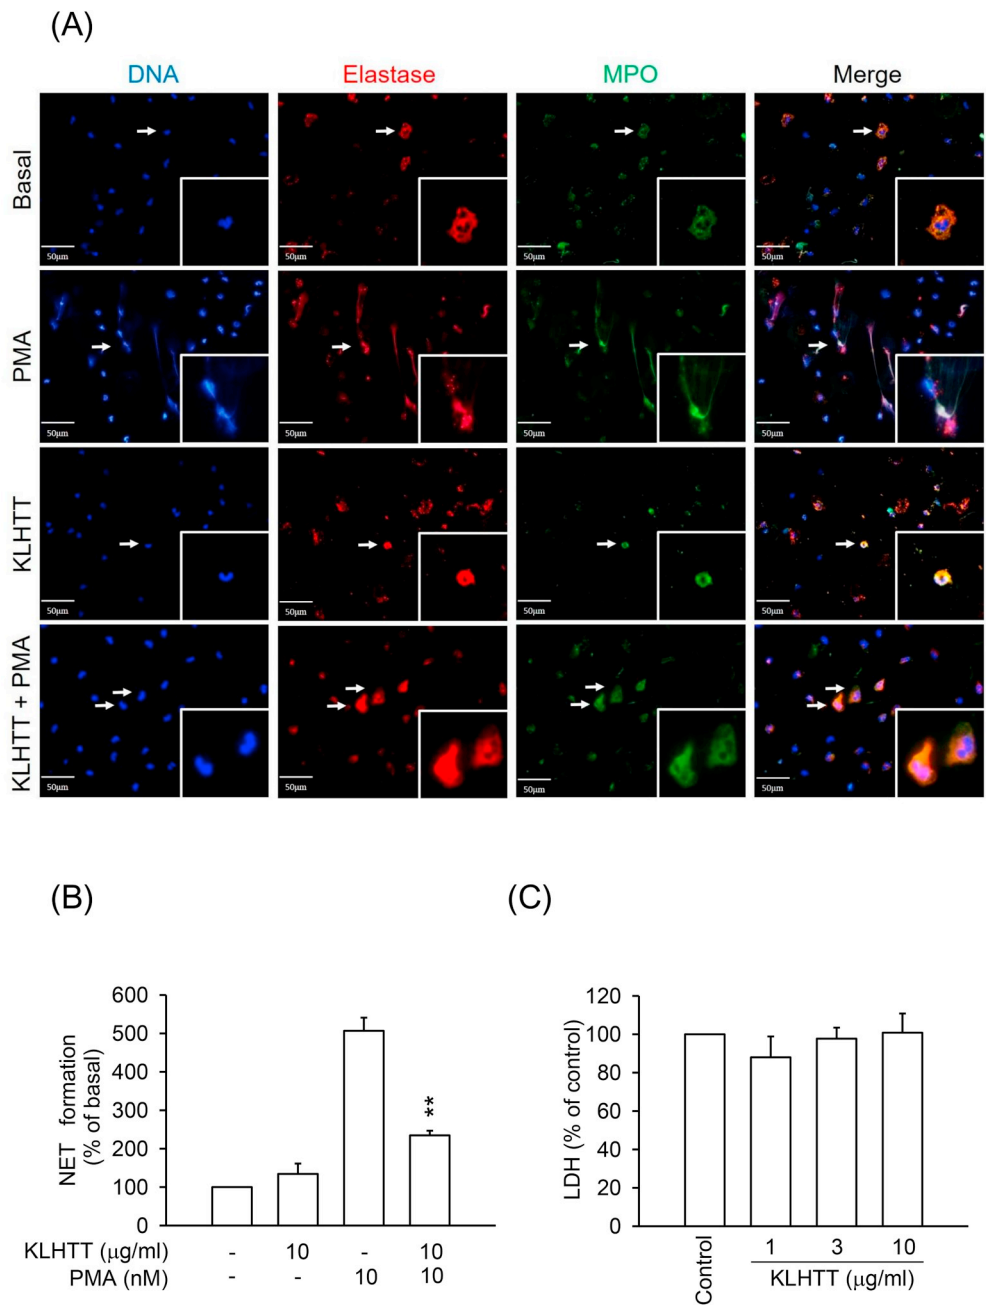 (A)
DNA Elastase MPO Merge
Basal
50μm 50μm 50μm 50μm
PMA
50μm 50μm 50μm 50μm
KLHTT
50μm 50μm 50μm 50μm
KLHTT + PMA
50μm 50μm 50μm 50μm
(B)
NET formation
(% of basal)
600
500
400
300
200
100
0
**
KLHTT (μg/ml) - 10 - 10
PMA (nM) - - 10 10
(C)
LDH (% of control)
120
100
80
60
40
20
0
Control 1 3 10
KLHTT (μg/ml)